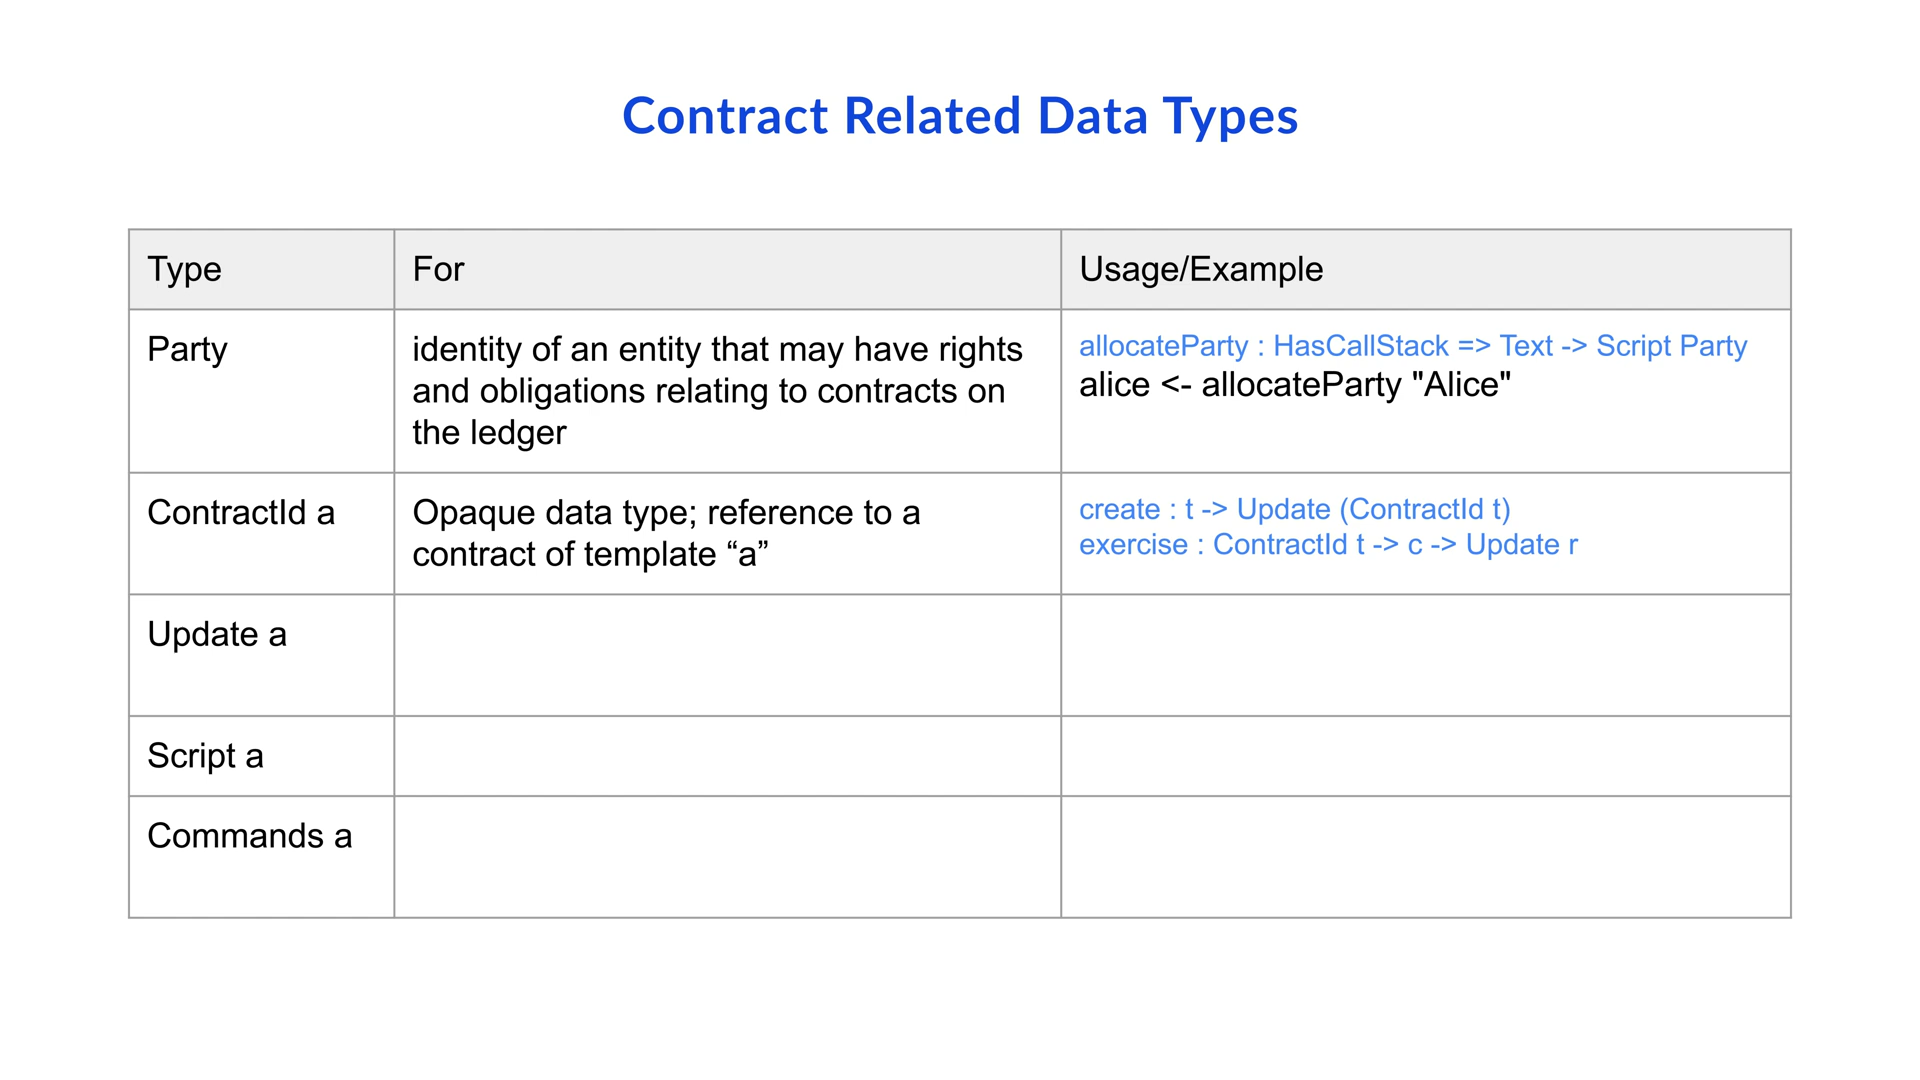 Contract Related Data Types
Type
For
Usage/Example
Party
identity of an entity that may have rights
and obligations relating to contracts on
the ledger
allocateParty : HasCallStack => Text -> Script Party
alice <- allocateParty "Alice"
ContractId a
Opaque data type; reference to a
contract of template “a”
create : t -> Update (ContractId t)
exercise : ContractId t -> c -> Update r
Update a
Script a
Commands a